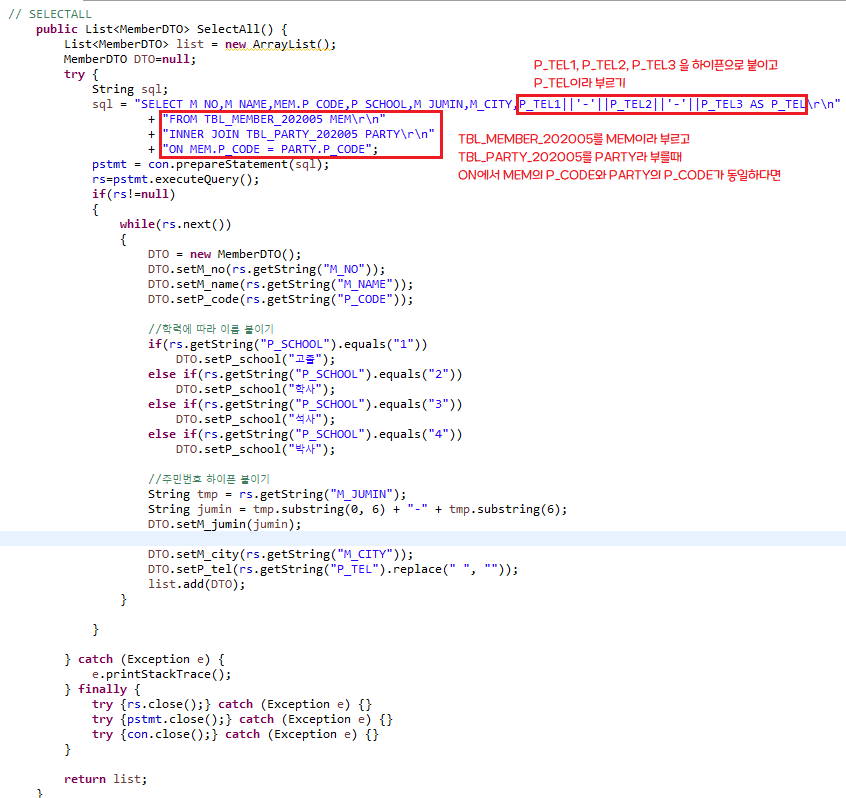 // SELECTALL
public List<MemberDTO> SelectAll() {
List<MemberDTO> list = new ArrayList();
MemberDTO DTO=null;
try {
P_TEL1, P_TEL2, P_TEL3 을 하이픈으로 붙이고
P_TEL이라 부르기
String sql;
sql = "SELECT M_NO,M_NAME,MEM.P_CODE,P_SCHOOL,M_JUMIN,M_CITY,P_TEL1||'-'||P_TEL2||'-'||P_TEL3 AS P_TEL\r\n"
+ "FROM TBL_MEMBER_202005 MEM\r\n"
+ "INNER JOIN TBL_PARTY_202005 PARTY\r\n"
+ "ON MEM.P_CODE = PARTY.P_CODE";
TBL_MEMBER_202005를 MEM이라 부르고
TBL_PARTY_202005를 PARTY라 부를때
ON에서 MEM의 P_CODE와 PARTY의 P_CODE가 동일하다면
pstmt = con.prepareStatement(sql);
rs=pstmt.executeQuery();
if(rs!=null)
{
while(rs.next())
{
DTO = new MemberDTO();
DTO.setM_no(rs.getString("M_NO"));
DTO.setM_name(rs.getString("M_NAME"));
DTO.setP_code(rs.getString("P_CODE"));
//학력에 따라 이름 붙이기
if(rs.getString("P_SCHOOL").equals("1"))
DTO.setP_school("고졸");
else if(rs.getString("P_SCHOOL").equals("2"))
DTO.setP_school("학사");
else if(rs.getString("P_SCHOOL").equals("3"))
DTO.setP_school("석사");
else if(rs.getString("P_SCHOOL").equals("4"))
DTO.setP_school("박사");
//주민번호 하이픈 붙이기
String tmp = rs.getString("M_JUMIN");
String jumin = tmp.substring(0, 6) + "-" + tmp.substring(6);
DTO.setM_jumin(jumin);
DTO.setM_city(rs.getString("M_CITY"));
DTO.setP_tel(rs.getString("P_TEL").replace(" ", ""));
list.add(DTO);
}
}
} catch (Exception e) {
e.printStackTrace();
} finally {
try {rs.close();} catch (Exception e) {}
try {pstmt.close();} catch (Exception e) {}
try {con.close();} catch (Exception e) {}
}
return list;
}